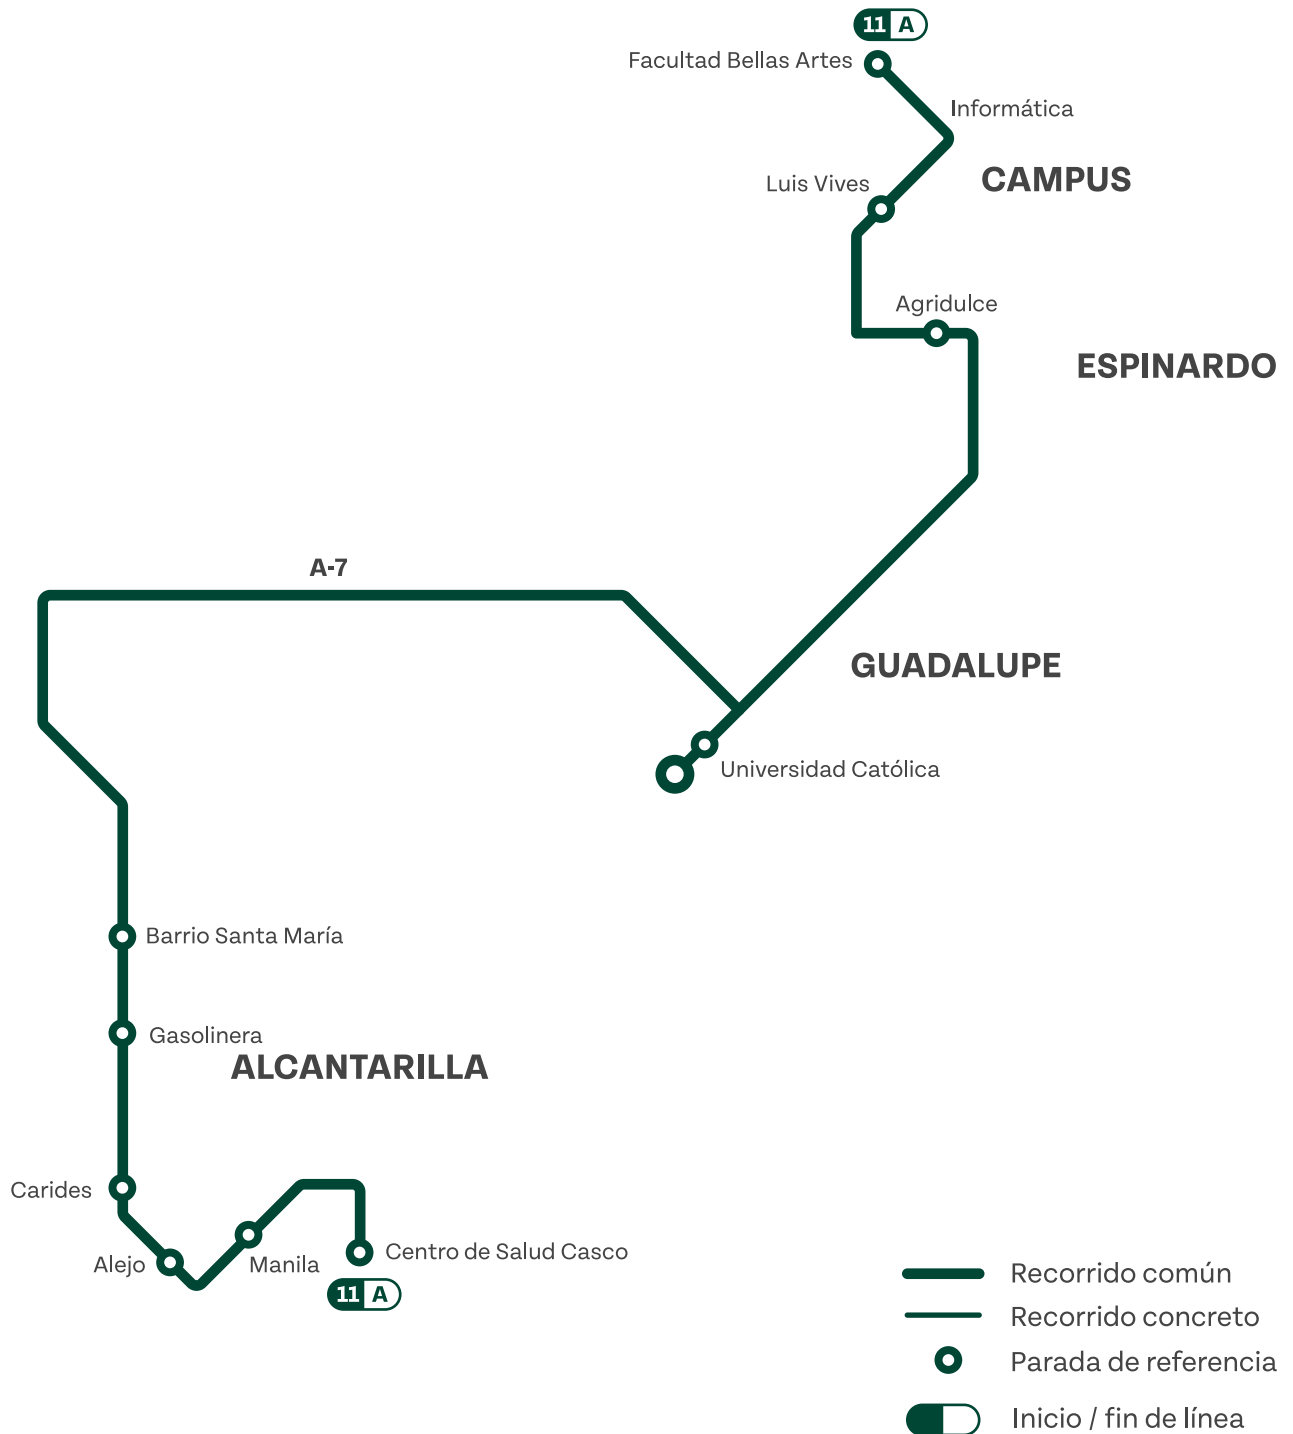 11 A
Facultad Bellas Artes
Informática
CAMPUS
Luis Vives
Agridulce
ESPINARDO
A-7
GUADALUPE
Universidad Católica
Barrio Santa María
Gasolinera
ALCANTARILLA
Carides
Alejo
Manila
Centro de Salud Casco
11 A
Recorrido común
Recorrido concreto
Parada de referencia
Inicio / fin de línea